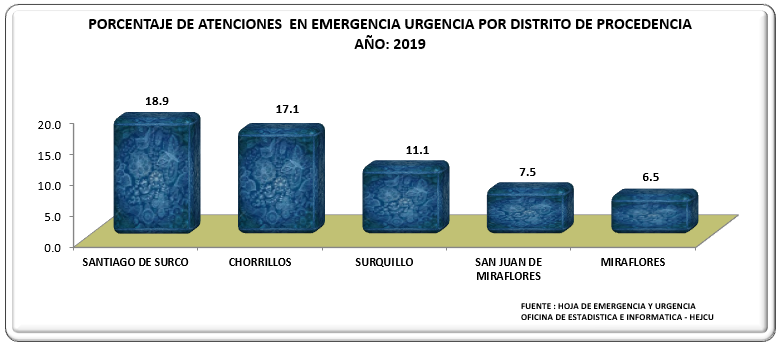 PORCENTAJE DE ATENCIONES EN EMERGENCIA URGENCIA POR DISTRITO DE PROCEDENCIA
AÑO: 2019
18.9
17.1
11.1
7.5
6.5
20.0
15.0
10.0
5.0
0.0
SANTIAGO DE SURCO
CHORRILLOS
SURQUILLO
SAN JUAN DE
MIRAFLORES
MIRAFLORES
FUENTE : HOJA DE EMERGENCIA Y URGENCIA
OFICINA DE ESTADISTICA E INFORMATICA - HEJCU